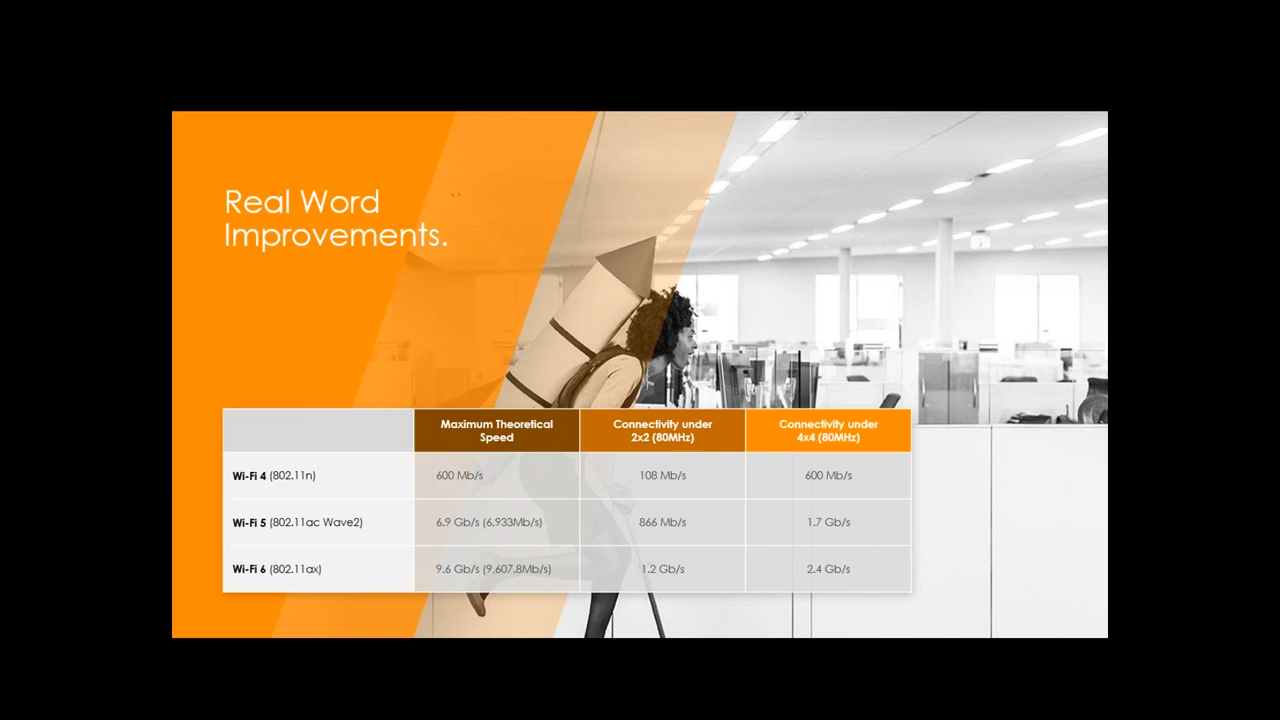 Real Word
Improvements.
Maximum Theoretical
Speed
Connectivity under
2x2 (80MHz)
Connectivity under
4x4 (80MHz)
Wi-Fi 4 (802.11n)
600 Mb/s
108 Mb/s
600 Mb/s
Wi-Fi 5 (802.11ac Wave2)
6.9 Gb/s (6,933Mb/s)
866 Mb/s
1.7 Gb/s
Wi-Fi 6 (802.11ax)
9.6 Gb/s (9,607.8Mb/s)
1.2 Gb/s
2.4 Gb/s